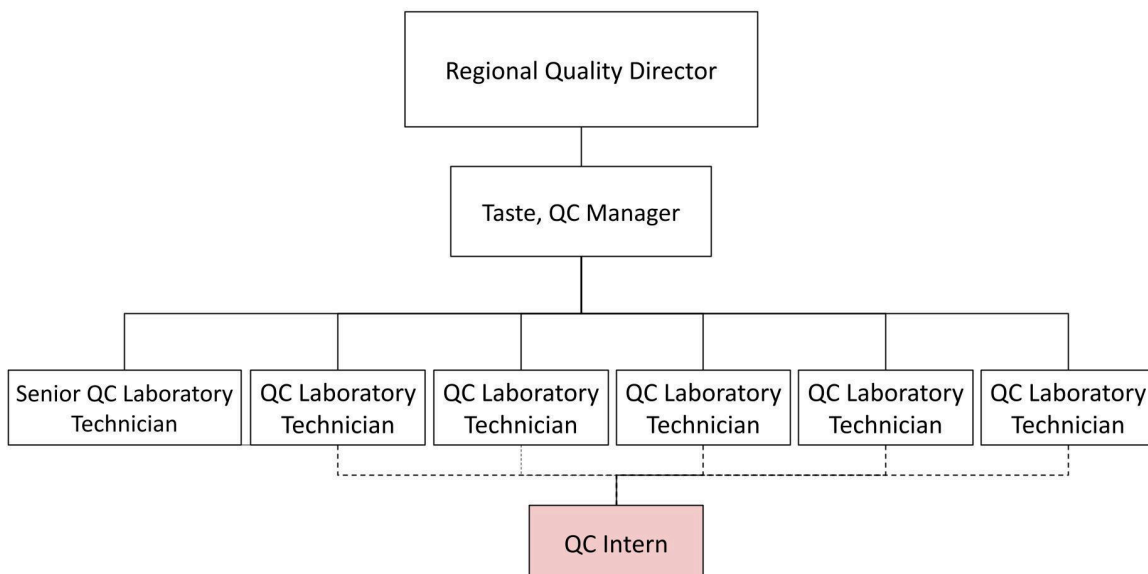 Regional Quality Director
Taste, QC Manager
Senior QC Laboratory
Technician
QC Laboratory
Technician
QC Laboratory
Technician
QC Laboratory
Technician
QC Laboratory
Technician
QC Laboratory
Technician
QC Intern